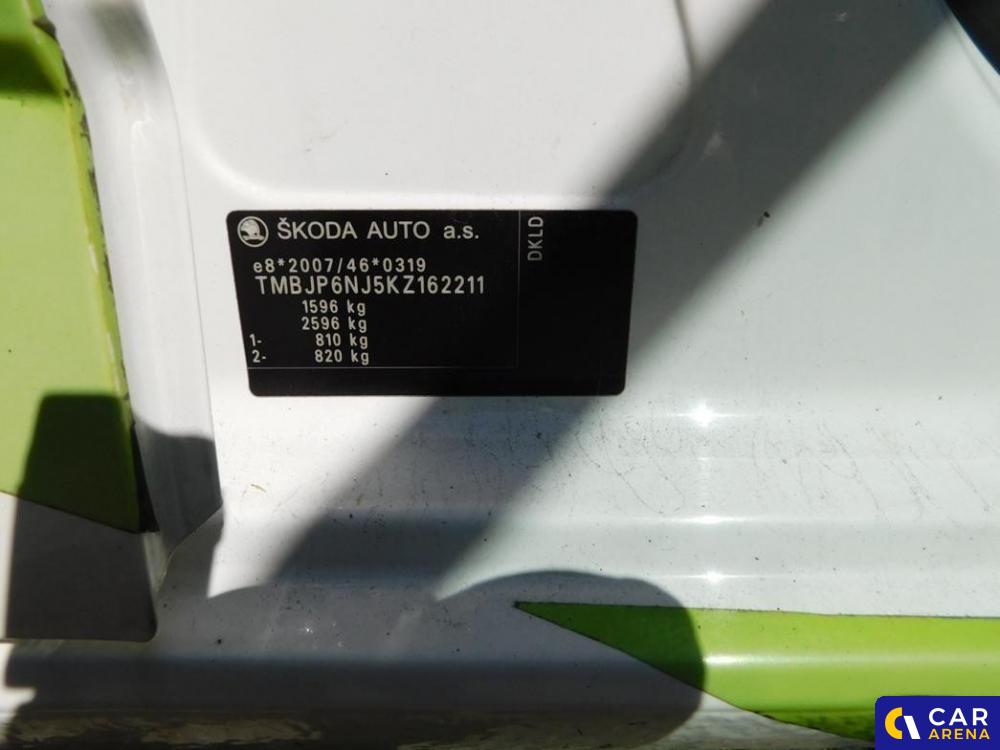 ŠKODA AUTO a.s.
DKLD
e8*2007/46*0319
TMBJP6NJ5KZ162211
1596 kg
2596 kg
1- 810 kg
2- 820 kg
CAR
ARENA